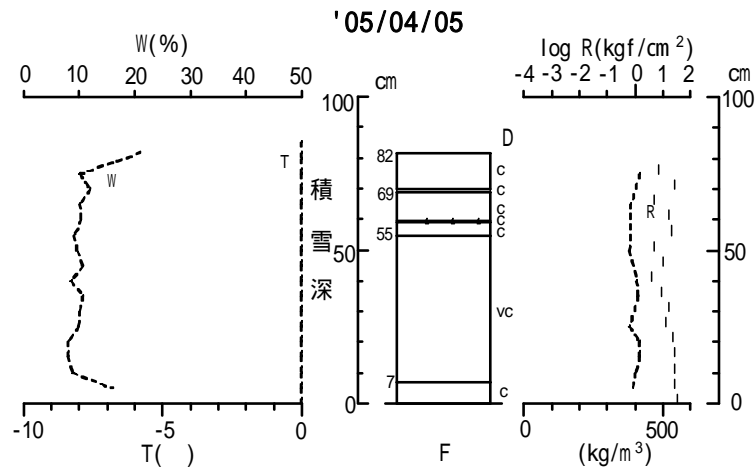 '05/04/05
W(%)
0 10 20 30 40 50
cm
log R(kgf/cm²)
-4 -3 -2 -1 0 1 2
cm
100
100
D
82
T
c
W
c
積
69
c
R
c
雪
55
c
50
50
深
vc
7
c
0
0
-10 -5 0
T( )
F
0 500
(kg/m³)